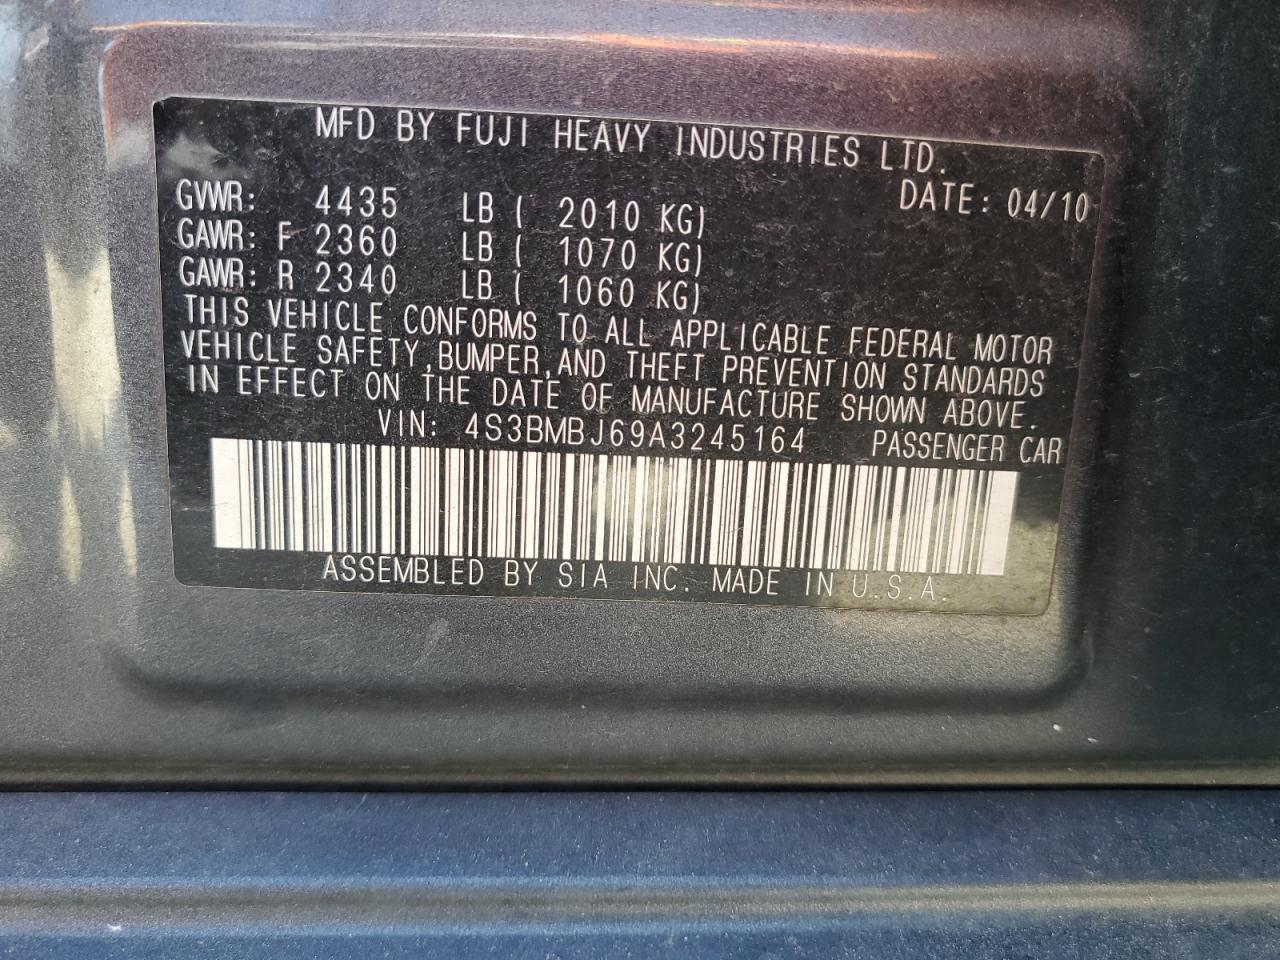 MFD BY FUJI HEAVY INDUSTRIES LTD.
DATE: 04/10
GVWR: 4435 LB ( 2010 KG)
GAWR: F 2360 LB ( 1070 KG)
GAWR: R 2340 LB ( 1060 KG)
THIS VEHICLE CONFORMS TO ALL APPLICABLE FEDERAL MOTOR
VEHICLE SAFETY, BUMPER, AND THEFT PREVENTION STANDARDS
IN EFFECT ON THE DATE OF MANUFACTURE SHOWN ABOVE.
VIN: 4S3BMBJ69A3245164 PASSENGER CAR
ASSEMBLED BY SIA INC. MADE IN U.S.A.